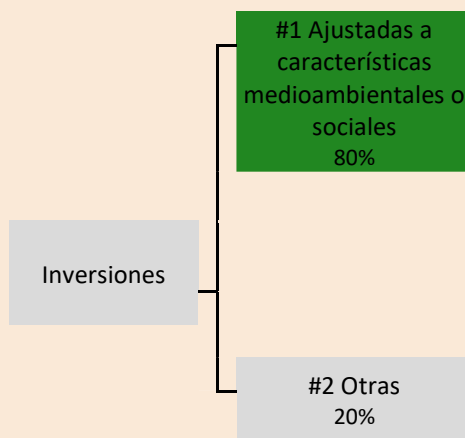 #1 Ajustadas a
características
medioambientales o
sociales
80%
Inversiones
#2 Otras
20%